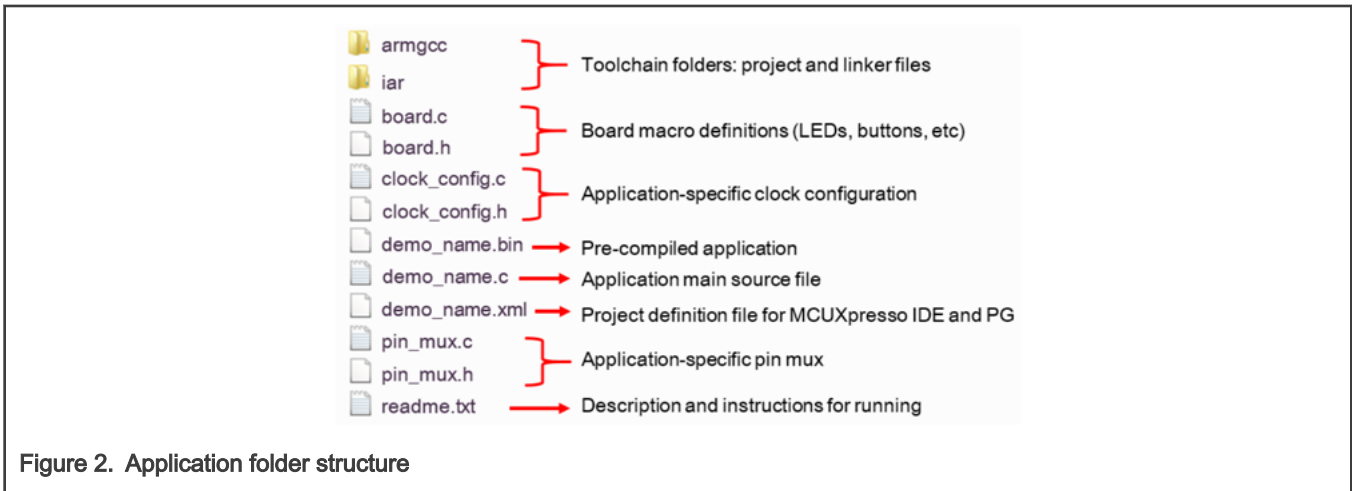 armgcc
iar
Toolchain folders: project and linker files
board.c
board.h
Board macro definitions (LEDs, buttons, etc)
clock_config.c
clock_config.h
Application-specific clock configuration
demo_name.bin Pre-compiled application
demo_name.c Application main source file
demo_name.xml Project definition file for MCUXpresso IDE and PG
pin_mux.c
pin_mux.h
Application-specific pin mux
readme.txt Description and instructions for running
Figure 2. Application folder structure